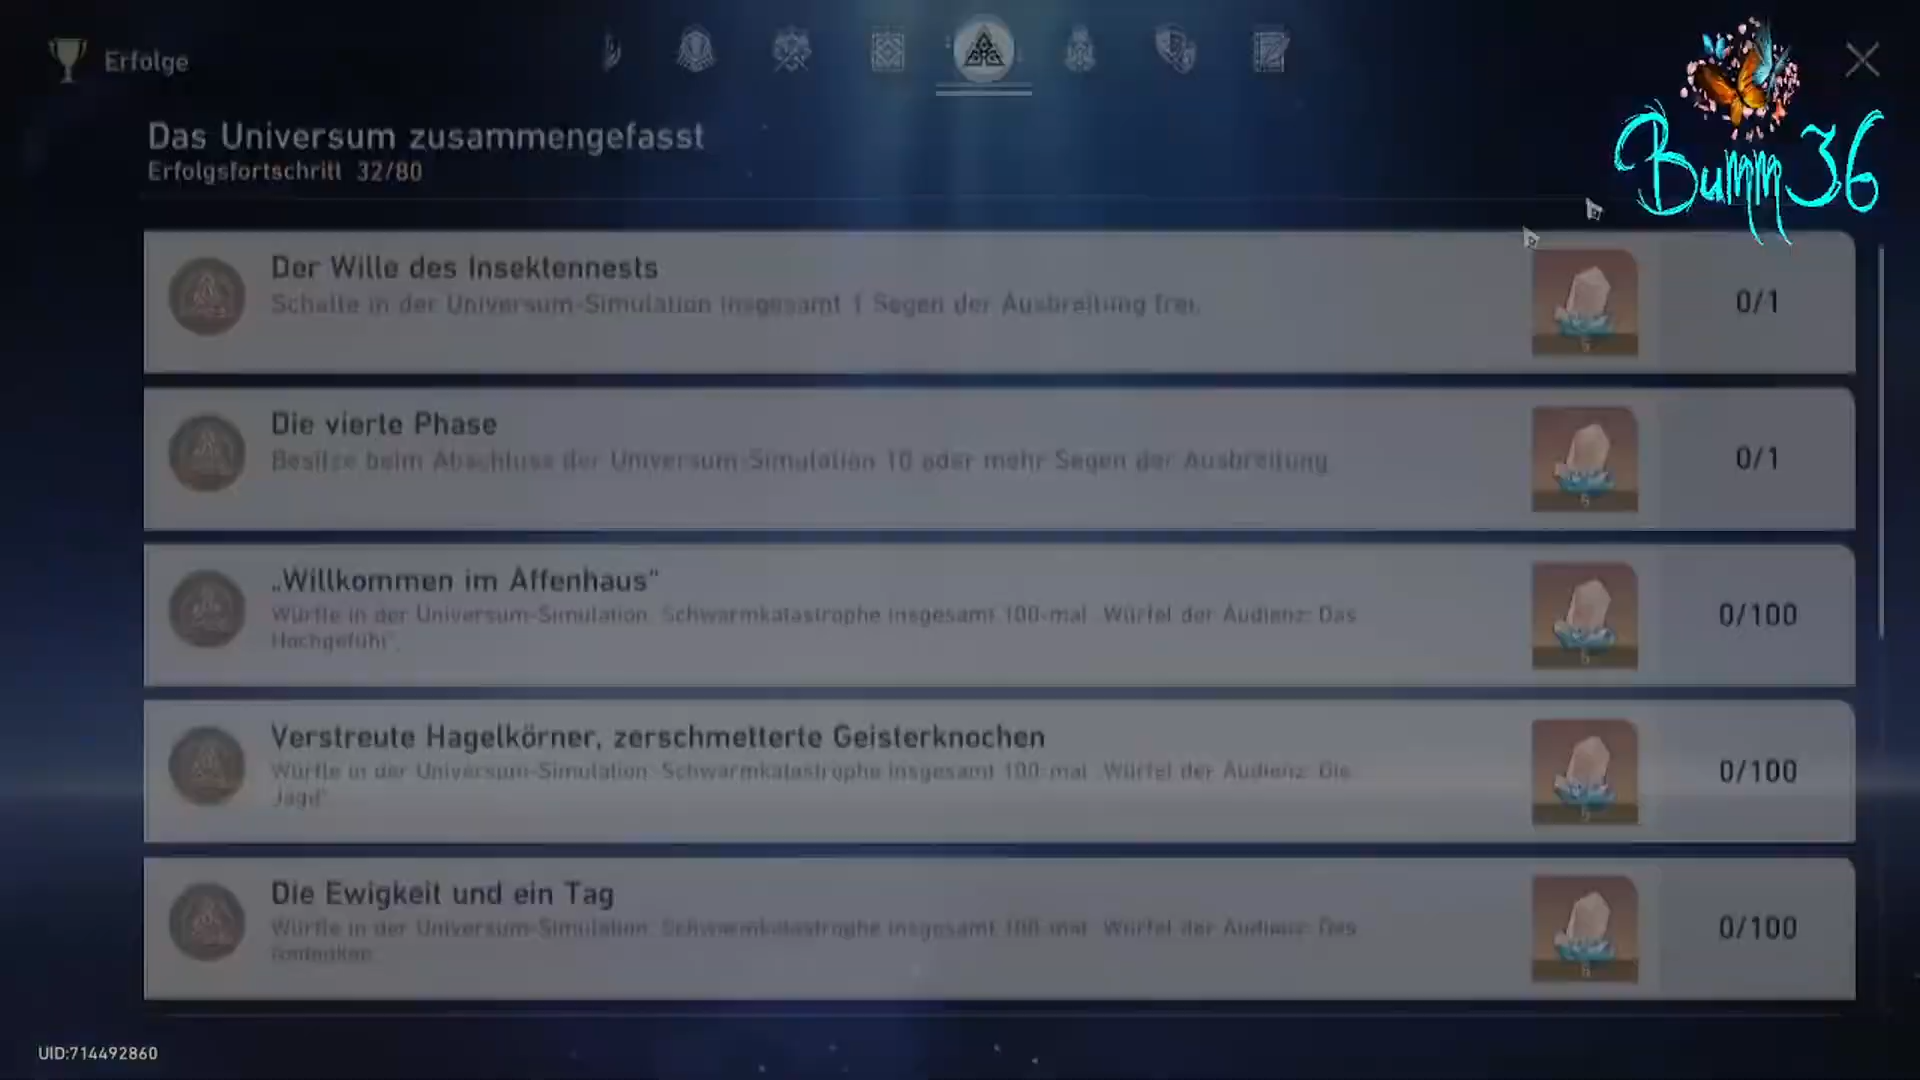 Erfolge
Das Universum zusammengefasst
Erfolgsfortschritt 32/80
Bumm36
Der Wille des Insektennests
Schalte in der Universum-Simulation insgesamt 1 Segen der Ausbreitung frei.
5
0/1
Die vierte Phase
Besitze beim Abschluss der Universum-Simulation 10 oder mehr Segen der Ausbreitung.
5
0/1
„Willkommen im Affenhaus“
Würfle in der Universum-Simulation: Schwarmkatastrophe insgesamt 100-mal „Würfel der Audienz: Das
Hochgefühl“.
5
0/100
Verstreute Hagelkörner, zerschmetterte Geisterknochen
Würfle in der Universum-Simulation: Schwarmkatastrophe insgesamt 100-mal „Würfel der Audienz: Die
Jagd“.
5
0/100
Die Ewigkeit und ein Tag
Würfle in der Universum-Simulation: Schwarmkatastrophe insgesamt 100-mal „Würfel der Audienz: Das
5
0/100
UID:714492860